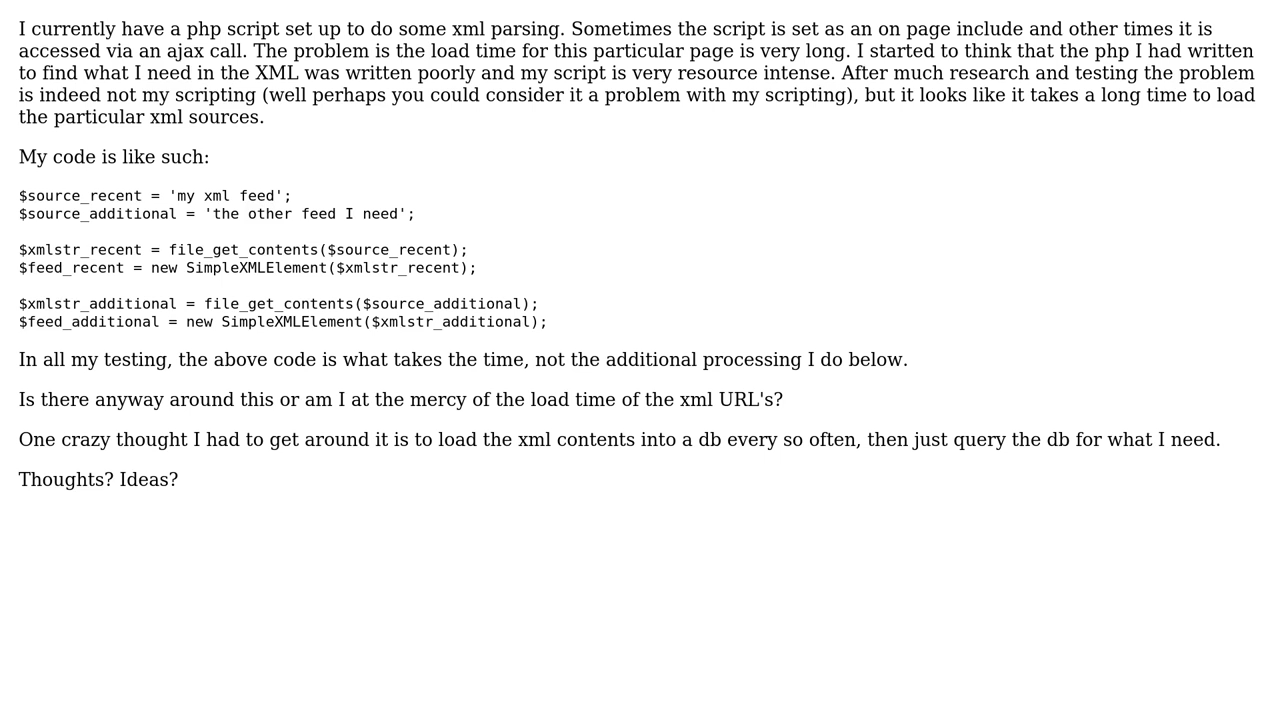 I currently have a php script set up to do some xml parsing. Sometimes the script is set as an on page include and other times it is
accessed via an ajax call. The problem is the load time for this particular page is very long. I started to think that the php I had written
to find what I need in the XML was written poorly and my script is very resource intense. After much research and testing the problem
is indeed not my scripting (well perhaps you could consider it a problem with my scripting), but it looks like it takes a long time to load
the particular xml sources.
My code is like such:
$source_recent = 'my xml feed';
$source_additional = 'the other feed I need';
$xmlstr_recent = file_get_contents($source_recent);
$feed_recent = new SimpleXMLElement($xmlstr_recent);
$xmlstr_additional = file_get_contents($source_additional);
$feed_additional = new SimpleXMLElement($xmlstr_additional);
In all my testing, the above code is what takes the time, not the additional processing I do below.
Is there anyway around this or am I at the mercy of the load time of the xml URL's?
One crazy thought I had to get around it is to load the xml contents into a db every so often, then just query the db for what I need.
Thoughts? Ideas?